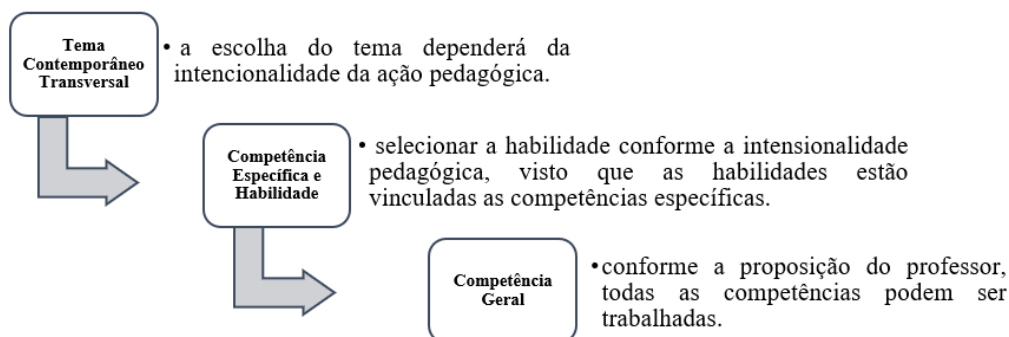 Tema
Contemporâneo
Transversal
• a escolha do tema dependerá da
intencionalidade da ação pedagógica.
Competência
Específica e
Habilidade
• selecionar a habilidade conforme a intensionalidade
pedagógica, visto que as habilidades estão
vinculadas as competências específicas.
Competência
Geral
•conforme a proposição do professor,
todas as competências podem ser
trabalhadas.